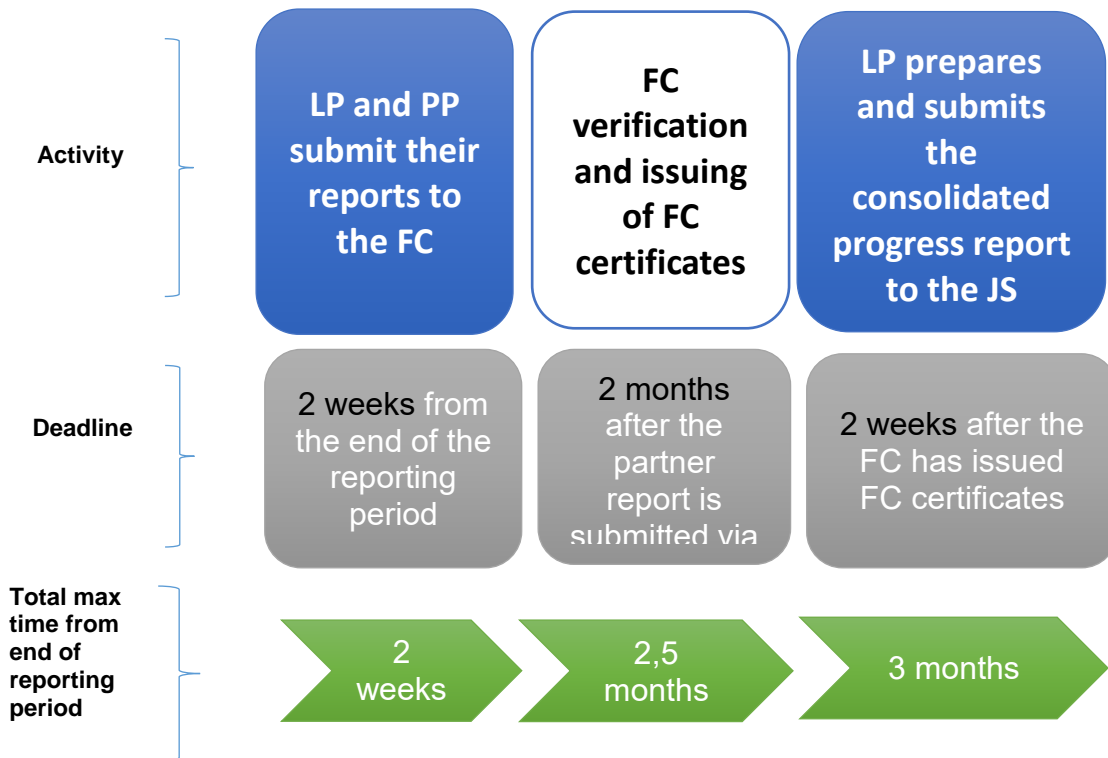 Activity
LP and PP
submit their
reports to
the FC
FC
verification
and issuing
of FC
certificates
LP prepares
and submits
the
consolidated
progress report
to the JS
Deadline
2 weeks from
the end of the
reporting
period
2 months
after the
partner
report is
submitted via
2 weeks after the
FC has issued
FC certificates
Total max
time from
end of
reporting
period
2
weeks
2,5
months
3 months